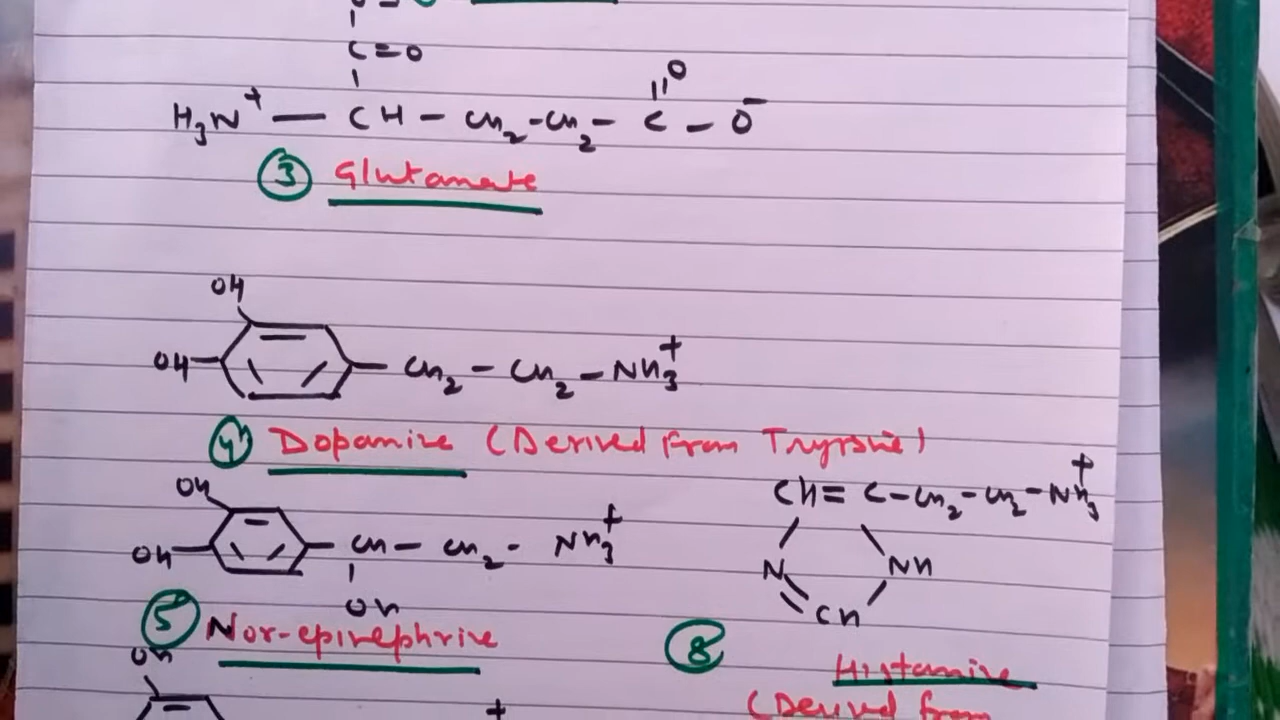 C=O
H₃N⁺ — CH — CH₂-CH₂ — C — O⁻
O
③ Glutamate
OH
OH
CH₂ — CH₂ — NH₃⁺
④ Dopamine (Derived from Tryrsine)
OH
OH
CH — CH₂ - NH₃⁺
OH
⑤ Nor-epinephrine
CH = C-CH₂-CH₂-NH₃⁺
N
NH
CH
⑧ Histamine
(Derived from
OH
+